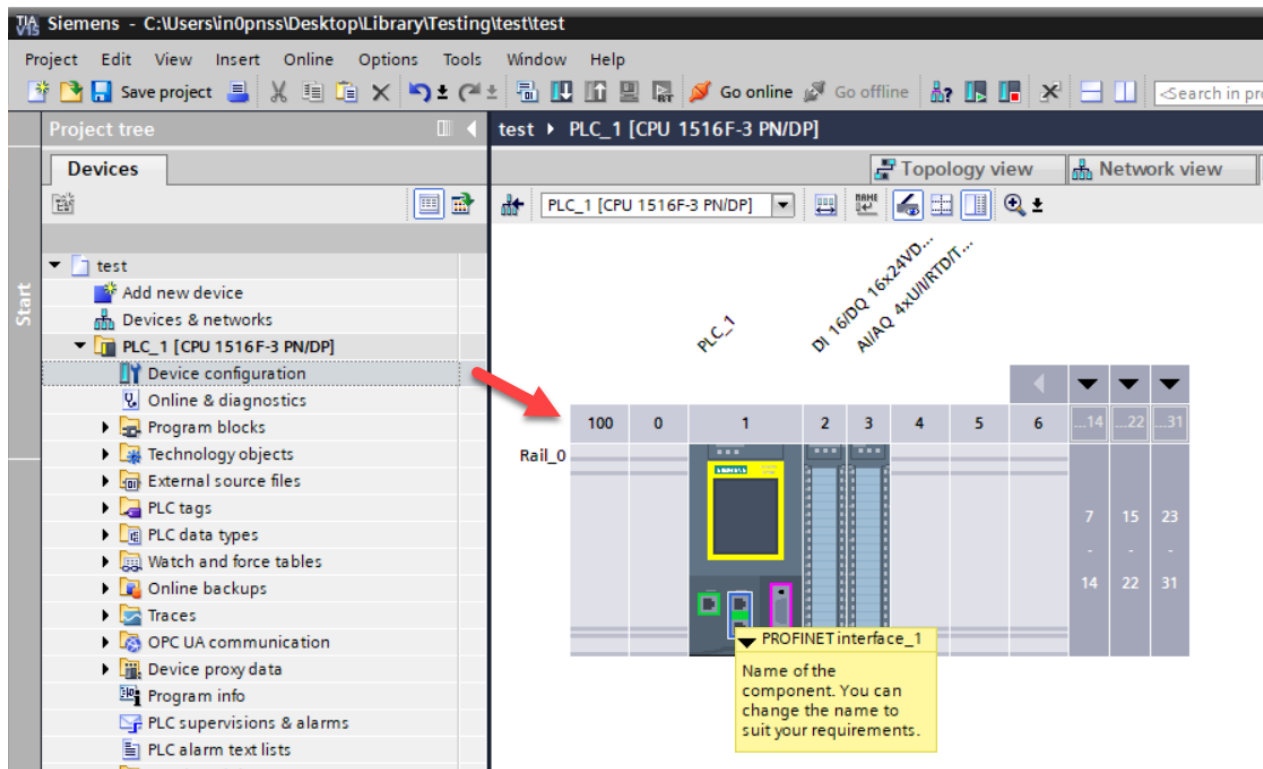 TIA V15 Siemens - C:\Users\in0pnss\Desktop\Library\Testing\test\test
Project Edit View Insert Online Options Tools Window Help
Save project Go online Go offline <Search in pro
Project tree
Devices
Start
test
Add new device
Devices & networks
PLC_1 [CPU 1516F-3 PN/DP]
Device configuration
Online & diagnostics
Program blocks
Technology objects
External source files
PLC tags
PLC data types
Watch and force tables
Online backups
Traces
OPC UA communication
Device proxy data
Program info
PLC supervisions & alarms
PLC alarm text lists
test PLC_1 [CPU 1516F-3 PN/DP]
Topology view Network view
PLC_1 [CPU 1516F-3 PN/DP] NAME
PLC_1
DI 16/DQ 16x24VD...
AI/AQ 4xU/I/RTD/T...
100 0 1 2 3 4 5 6 ...14 ...22 ...31
Rail_0
SIEMENS
7 15 23
- - -
14 22 31
PROFINET interface_1
Name of the
component. You can
change the name to
suit your requirements.